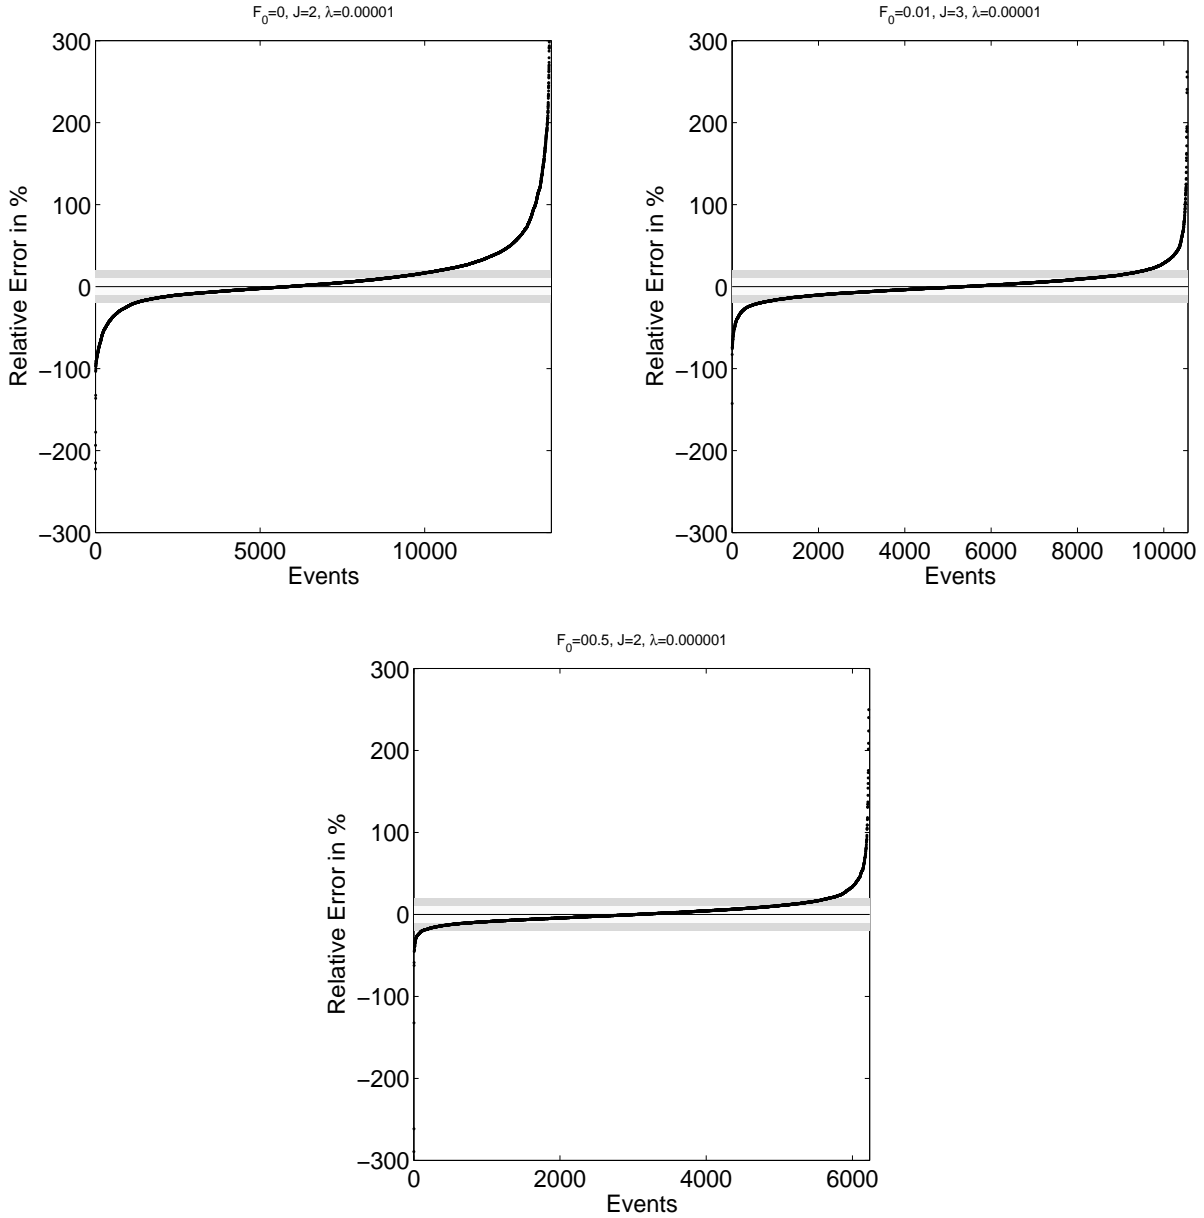 F0=0, J=2, λ=0.00001
300
200
100
0
−100
−200
−300
Relative Error in %
0 5000 10000
Events
F0=0.01, J=3, λ=0.00001
300
200
100
0
−100
−200
−300
Relative Error in %
0 2000 4000 6000 8000 10000
Events
F0=00.5, J=2, λ=0.000001
300
200
100
0
−100
−200
−300
Relative Error in %
0 2000 4000 6000
Events